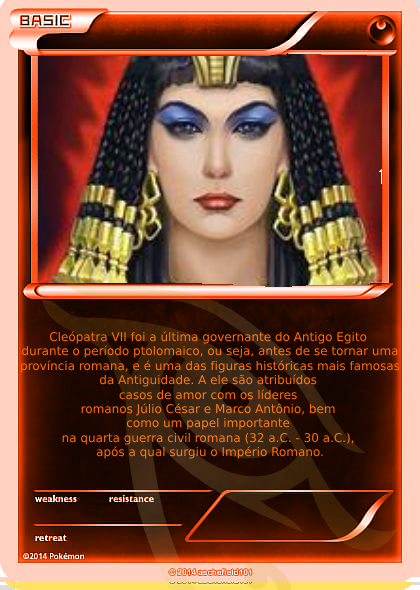 BASIC
Cleópatra VII foi a última governante do Antigo Egito
durante o período ptolomaico, ou seja, antes de se tornar uma
província romana, e é uma das figuras históricas mais famosas
da Antiguidade. A ele são atribuídos
casos de amor com os líderes
romanos Júlio César e Marco Antônio, bem
como um papel importante
na quarta guerra civil romana (32 a.C. - 30 a.C.),
após a qual surgiu o Império Romano.
weakness resistance
retreat
©2014 Pokémon
© 2014 aschefield101